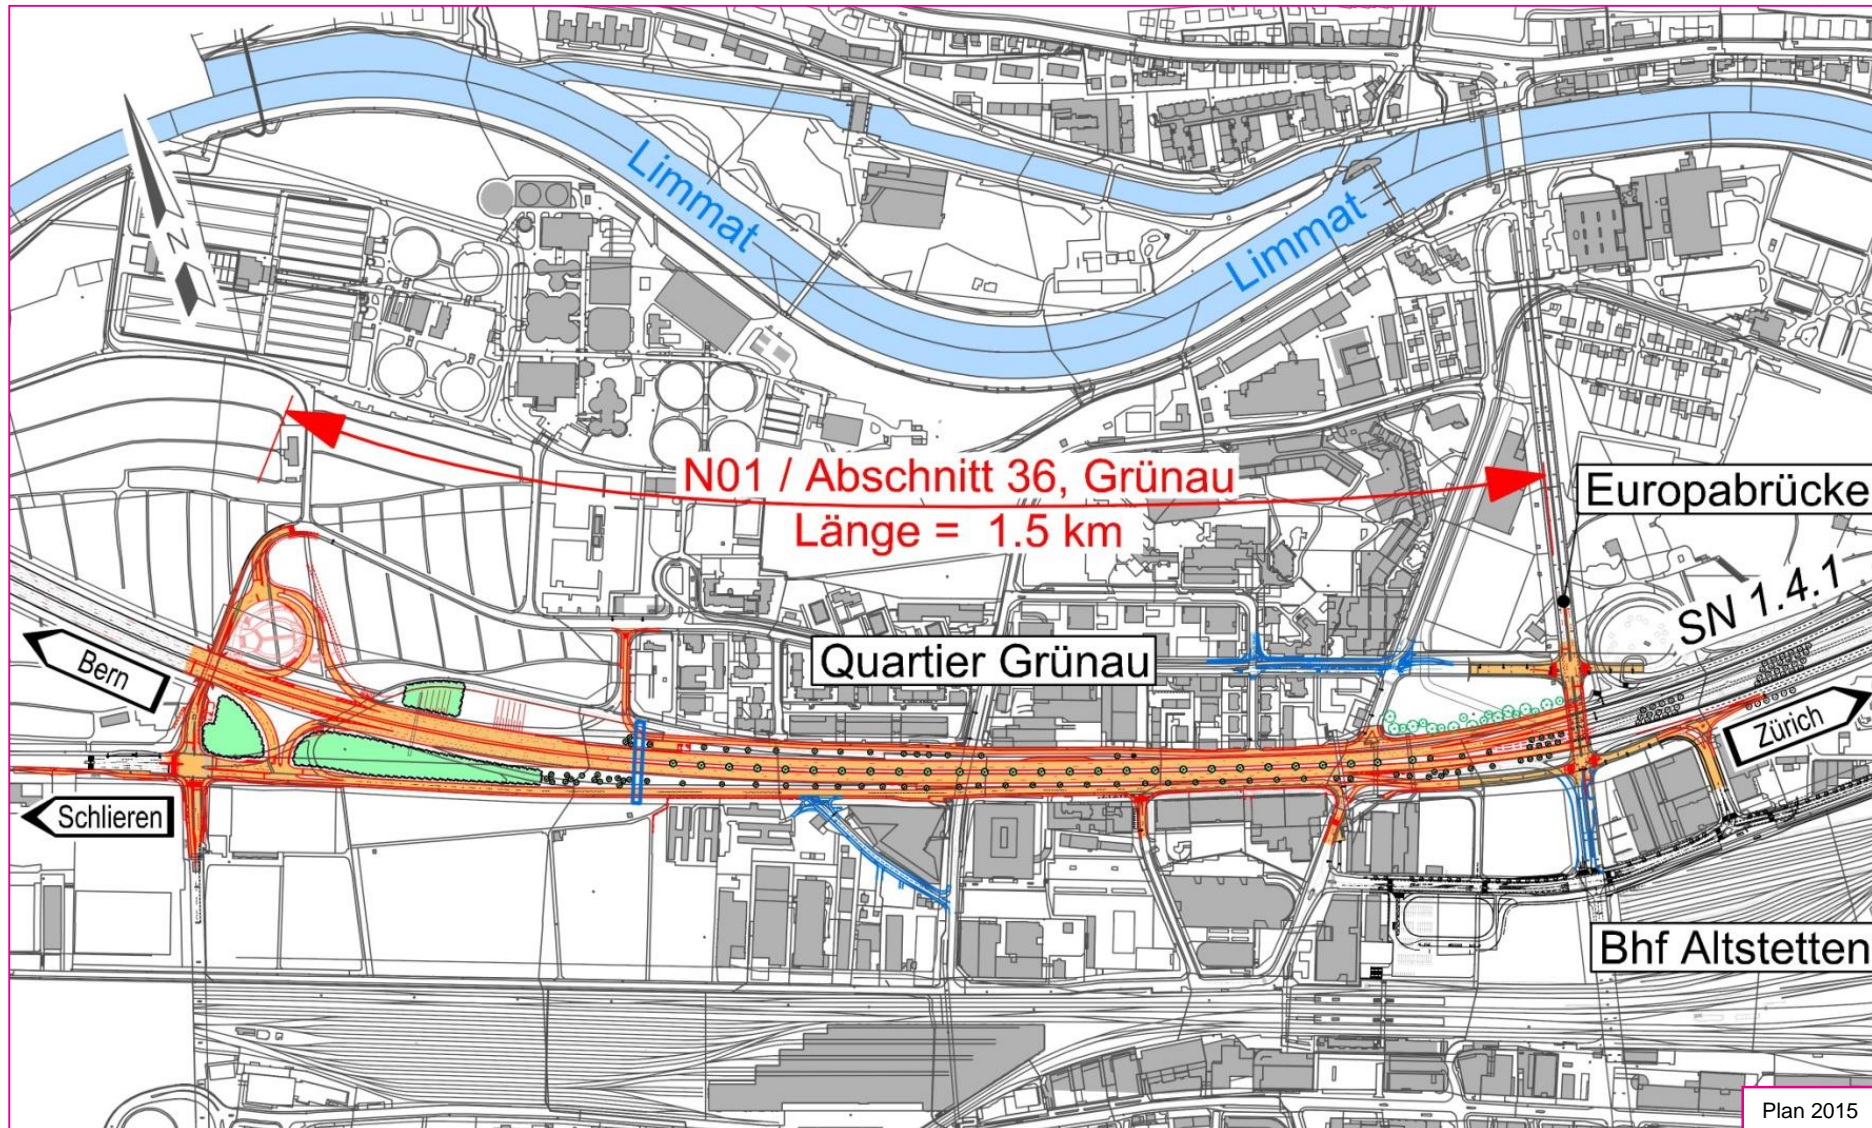 Limmat
Limmat
N
N01 / Abschnitt 36, Grünau
Länge = 1.5 km
Europabrücke
SN 1.4.1
Quartier Grünau
Bern
Zürich
Schlieren
Bhf Altstetten
Plan 2015